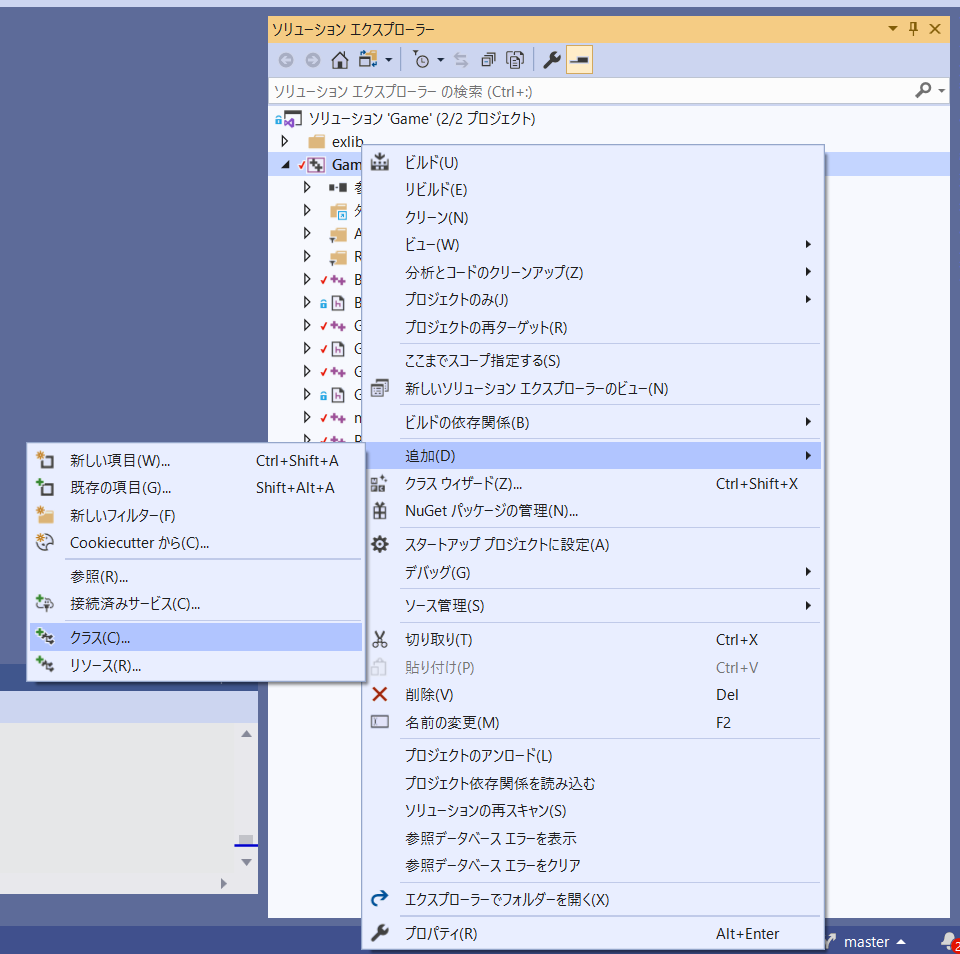 ソリューション エクスプローラー
ソリューション エクスプローラー の検索 (Ctrl+:)
ソリューション 'Game' (2/2 プロジェクト)
exlib
Gam
A
R
B
B
G
G
G
G
n
P
ビルド(U)
リビルド(E)
クリーン(N)
ビュー(W)
分析とコードのクリーンアップ(Z)
プロジェクトのみ(J)
プロジェクトの再ターゲット(R)
ここまでスコープ指定する(S)
新しいソリューション エクスプローラーのビュー(N)
ビルドの依存関係(B)
追加(D)
クラス ウィザード(Z)... Ctrl+Shift+X
NuGet パッケージの管理(N)...
スタートアップ プロジェクトに設定(A)
デバッグ(G)
ソース管理(S)
切り取り(T) Ctrl+X
貼り付け(P) Ctrl+V
削除(V) Del
名前の変更(M) F2
プロジェクトのアンロード(L)
プロジェクト依存関係を読み込む
ソリューションの再スキャン(S)
参照データベース エラーを表示
参照データベース エラーをクリア
エクスプローラーでフォルダーを開く(X)
プロパティ(R) Alt+Enter
新しい項目(W)... Ctrl+Shift+A
既存の項目(G)... Shift+Alt+A
新しいフィルター(F)
Cookiecutter から(C)...
参照(R)...
接続済みサービス(C)...
クラス(C)...
リソース(R)...
master
2